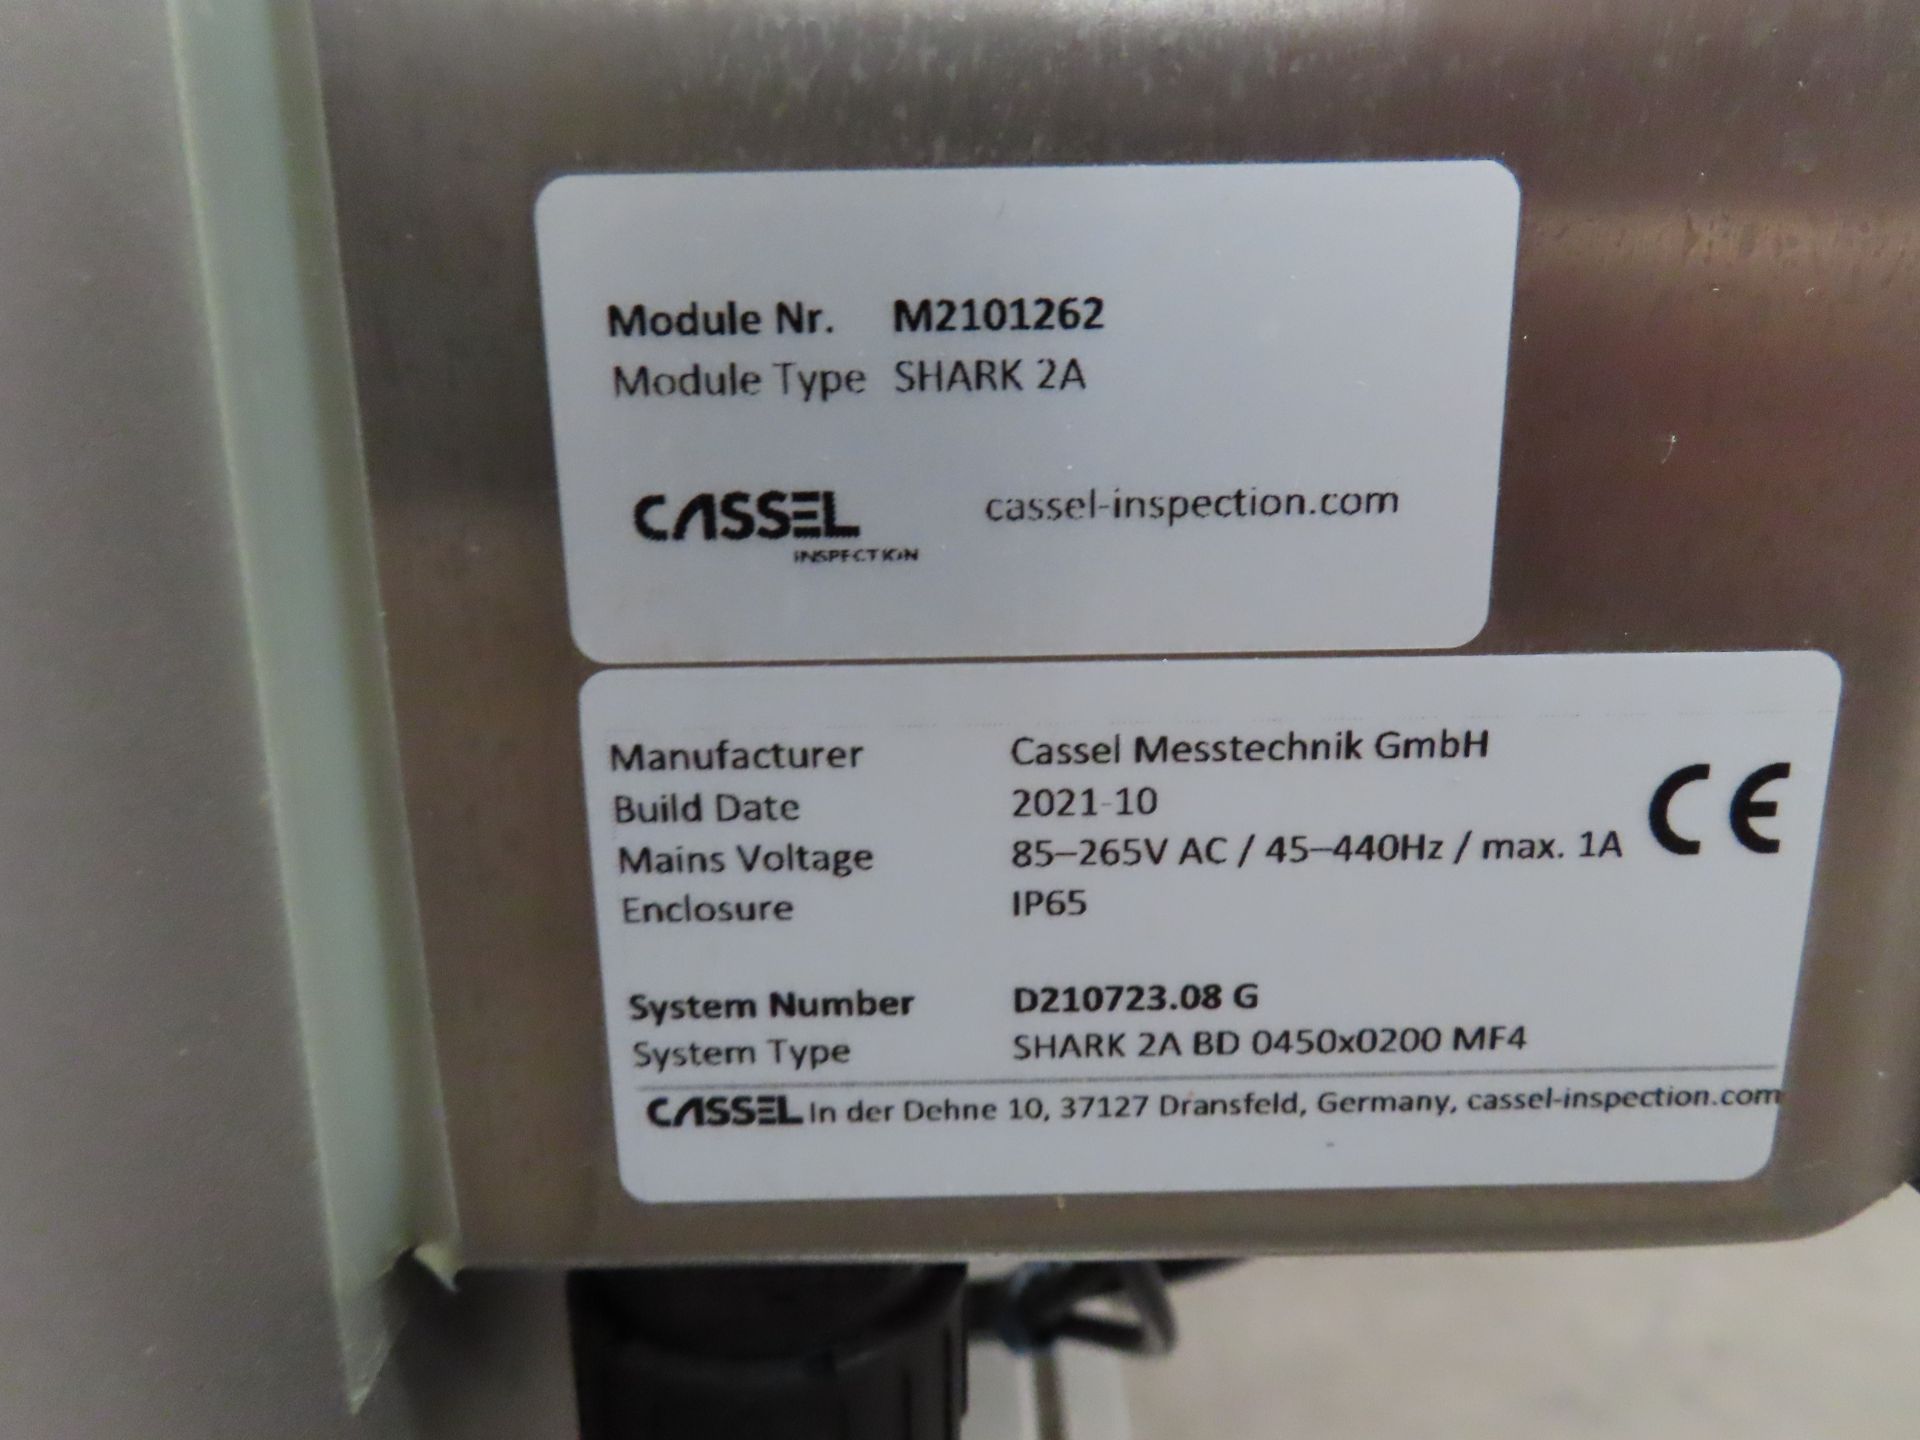 Module Nr. M2101262
Module Type SHARK 2A
CASSEL cassel-inspection.com
INSPECTION
Manufacturer Cassel Messtechnik GmbH
Build Date 2021-10
Mains Voltage 85–265V AC / 45–440Hz / max. 1A CE
Enclosure IP65
System Number D210723.08 G
System Type SHARK 2A BD 0450x0200 MF4
CASSEL In der Dehne 10, 37127 Dransfeld, Germany, cassel-inspection.com